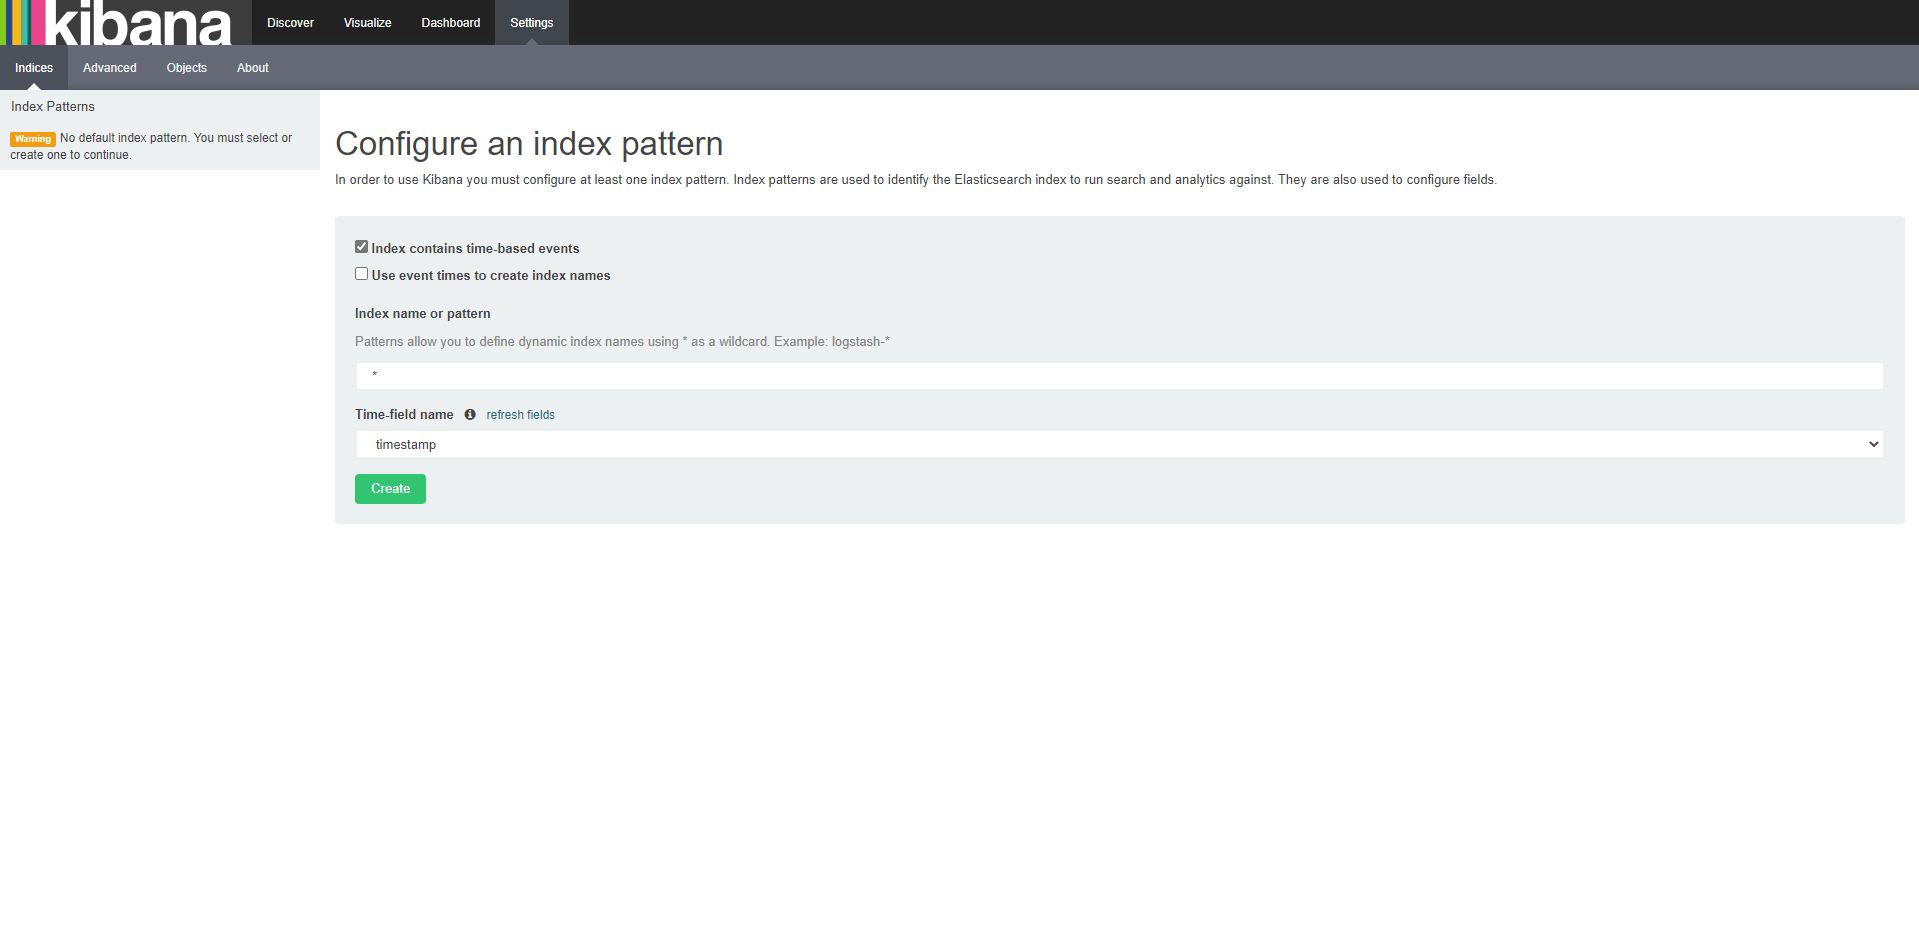 kibana
Discover Visualize Dashboard Settings
Indices Advanced Objects About
Index Patterns
Warning No default index pattern. You must select or
create one to continue.
Configure an index pattern
In order to use Kibana you must configure at least one index pattern. Index patterns are used to identify the Elasticsearch index to run search and analytics against. They are also used to configure fields.
Index contains time-based events
Use event times to create index names
Index name or pattern
Patterns allow you to define dynamic index names using * as a wildcard. Example: logstash-*
*
Time-field name refresh fields
timestamp
Create